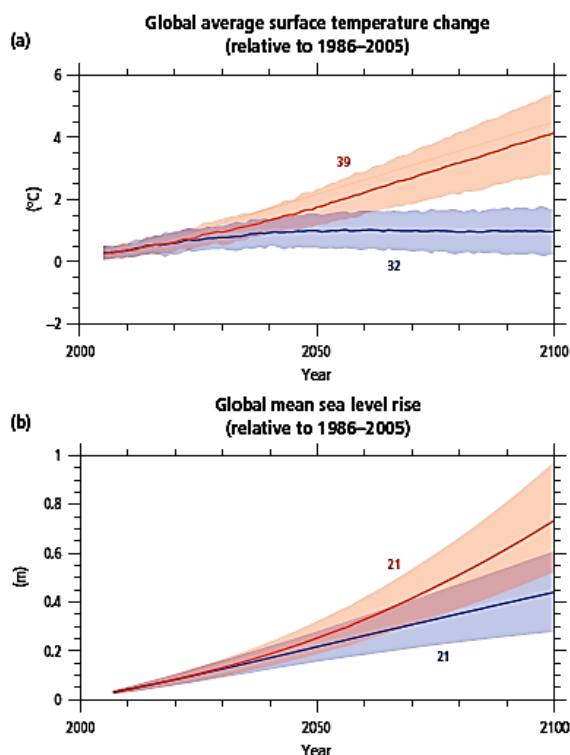 Global average surface temperature change
(relative to 1986–2005)
(a)
6
4
2
0
−2
(°C)
39
32
2000
2050
2100
Year
Global mean sea level rise
(relative to 1986–2005)
(b)
1
0.8
0.6
0.4
0.2
0
(m)
21
21
2000
2050
2100
Year